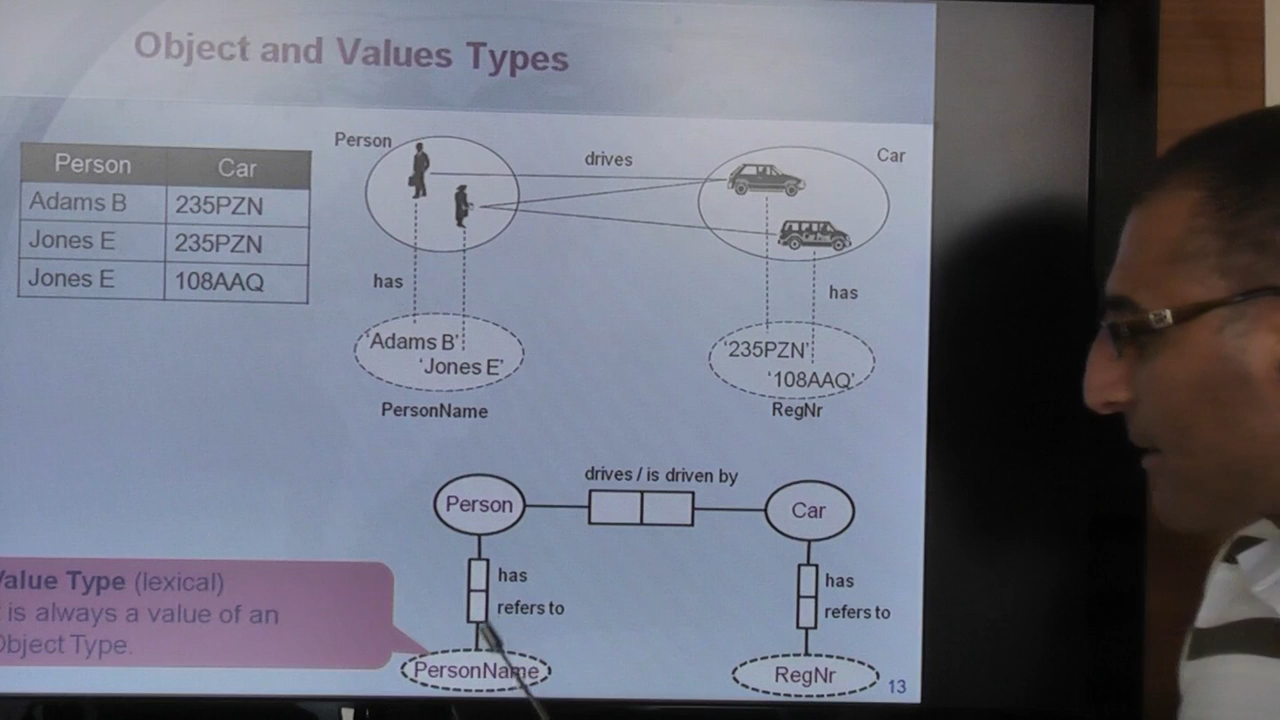 Object and Values Types
Person Car
Adams B 235PZN
Jones E 235PZN
Jones E 108AAQ
Person
drives
Car
has
has
'Adams B'
'Jones E'
PersonName
'235PZN'
'108AAQ'
RegNr
drives / is driven by
Person
Car
has
refers to
has
refers to
PersonName
RegNr
Value Type (lexical)
is always a value of an
Object Type.
13